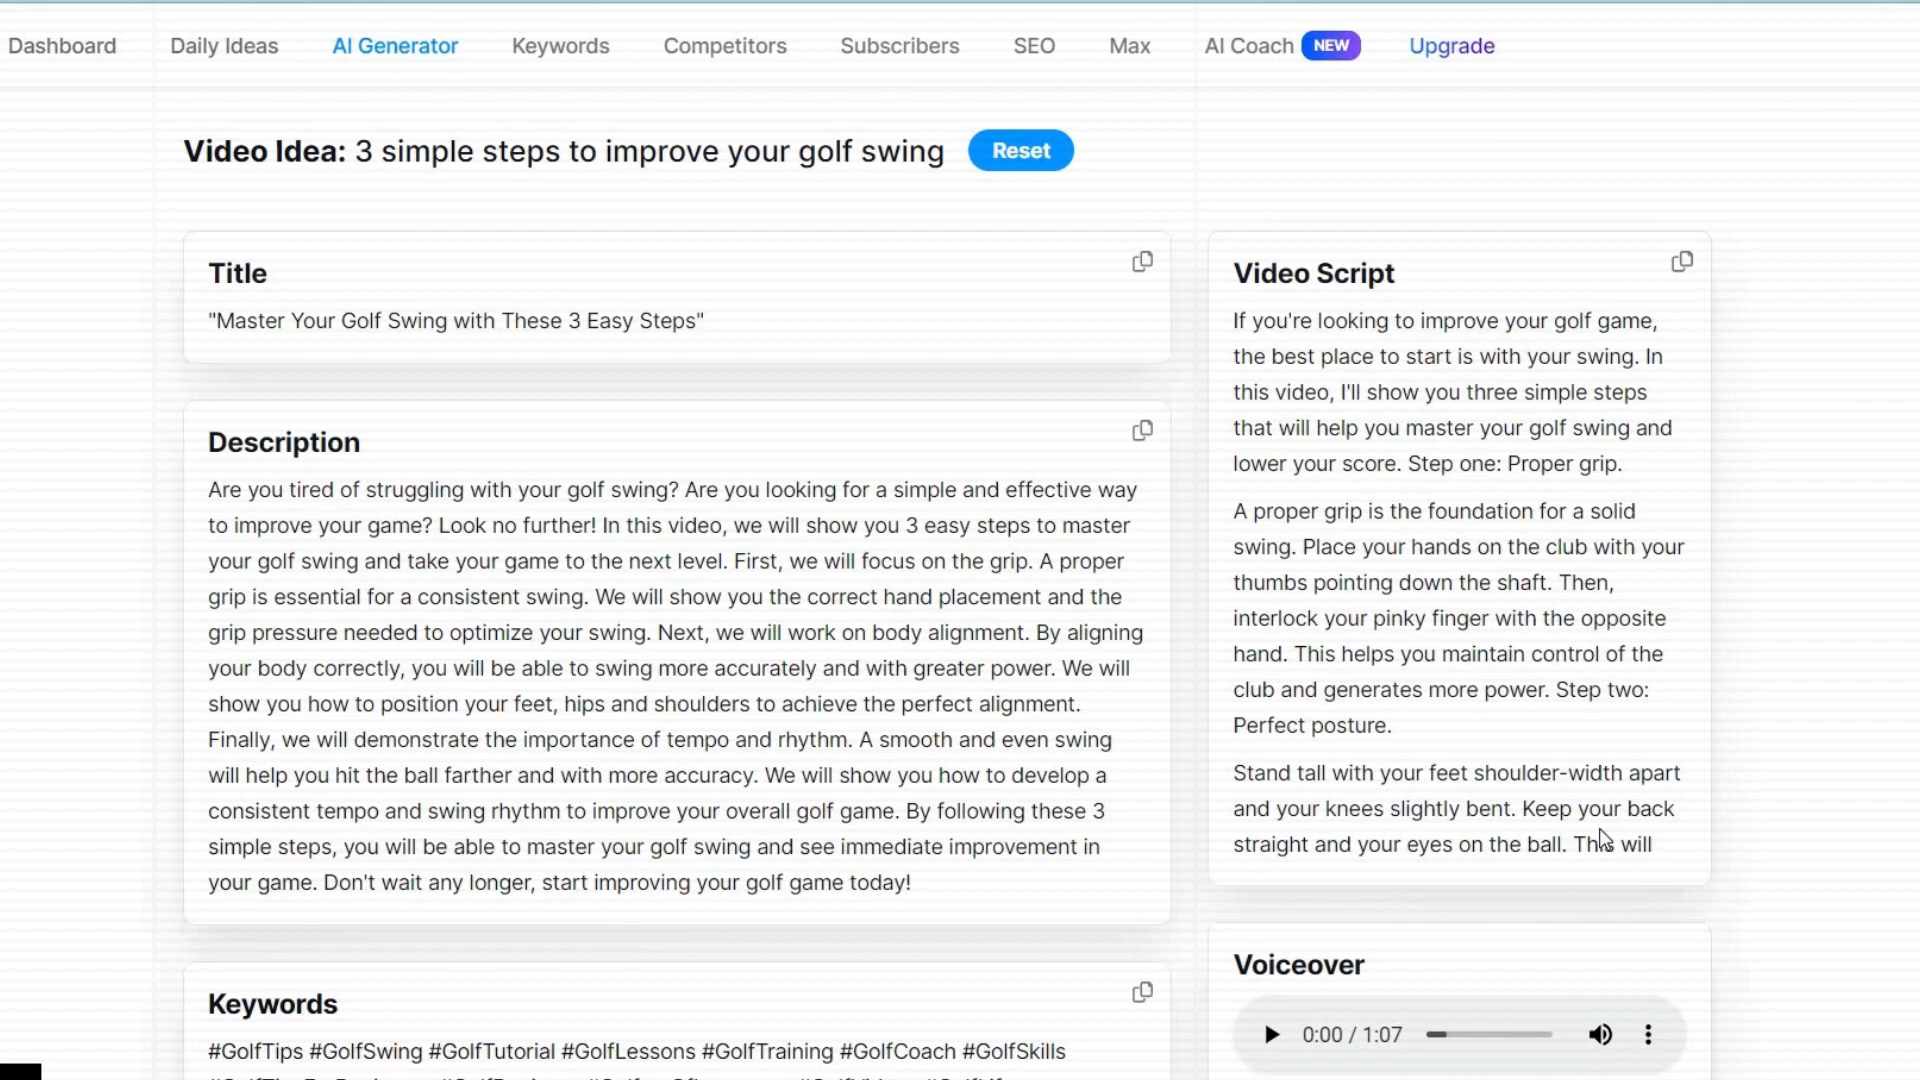 Dashboard Daily Ideas AI Generator Keywords Competitors Subscribers SEO Max AI Coach NEW Upgrade
Video Idea: 3 simple steps to improve your golf swing Reset
Title
"Master Your Golf Swing with These 3 Easy Steps"
Description
Are you tired of struggling with your golf swing? Are you looking for a simple and effective way
to improve your game? Look no further! In this video, we will show you 3 easy steps to master
your golf swing and take your game to the next level. First, we will focus on the grip. A proper
grip is essential for a consistent swing. We will show you the correct hand placement and the
grip pressure needed to optimize your swing. Next, we will work on body alignment. By aligning
your body correctly, you will be able to swing more accurately and with greater power. We will
show you how to position your feet, hips and shoulders to achieve the perfect alignment.
Finally, we will demonstrate the importance of tempo and rhythm. A smooth and even swing
will help you hit the ball farther and with more accuracy. We will show you how to develop a
consistent tempo and swing rhythm to improve your overall golf game. By following these 3
simple steps, you will be able to master your golf swing and see immediate improvement in
your game. Don't wait any longer, start improving your golf game today!
Keywords
#GolfTips #GolfSwing #GolfTutorial #GolfLessons #GolfTraining #GolfCoach #GolfSkills
Video Script
If you're looking to improve your golf game,
the best place to start is with your swing. In
this video, I'll show you three simple steps
that will help you master your golf swing and
lower your score. Step one: Proper grip.
A proper grip is the foundation for a solid
swing. Place your hands on the club with your
thumbs pointing down the shaft. Then,
interlock your pinky finger with the opposite
hand. This helps you maintain control of the
club and generates more power. Step two:
Perfect posture.
Stand tall with your feet shoulder-width apart
and your knees slightly bent. Keep your back
straight and your eyes on the ball. This will
Voiceover
0:00 / 1:07